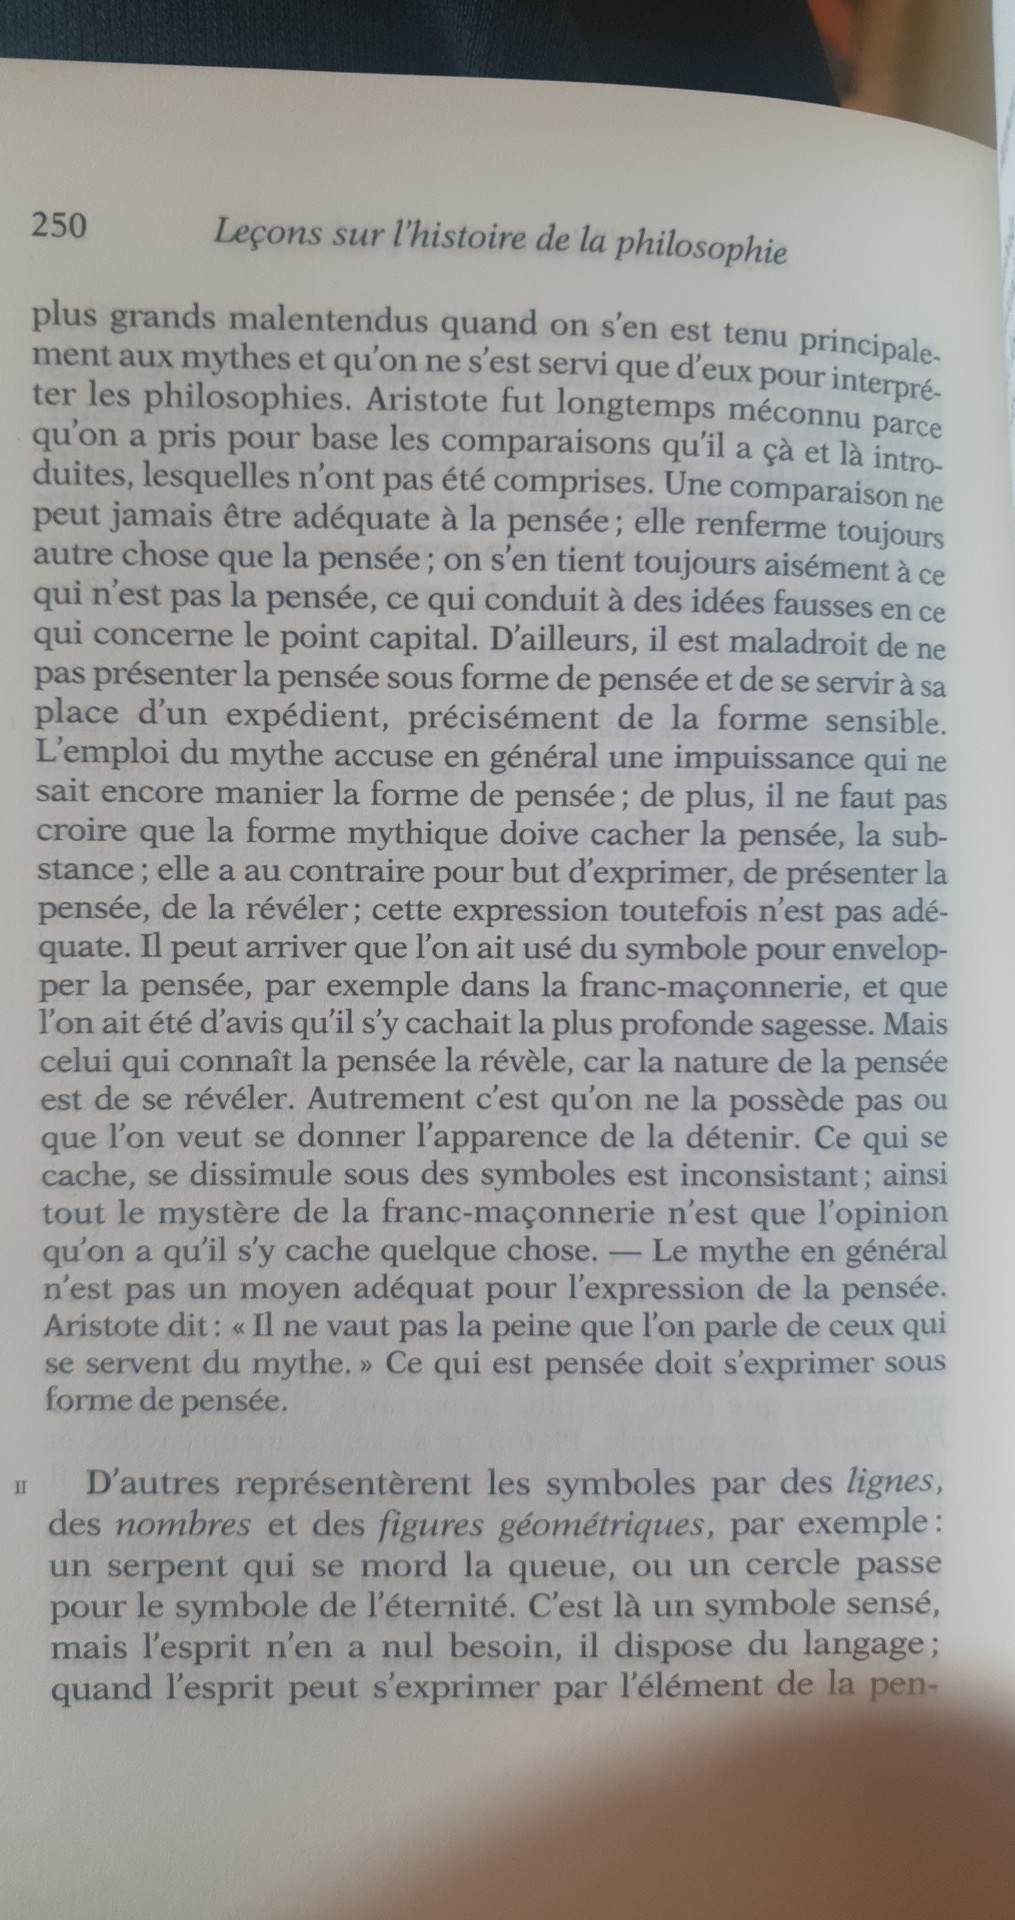 250
Leçons sur l'histoire de la philosophie
plus grands malentendus quand on s'en est tenu principale-
ment aux mythes et qu'on ne s'est servi que d'eux pour interpré-
ter les philosophies. Aristote fut longtemps méconnu parce
qu'on a pris pour base les comparaisons qu'il a çà et là intro-
duites, lesquelles n'ont pas été comprises. Une comparaison ne
peut jamais être adéquate à la pensée ; elle renferme toujours
autre chose que la pensée ; on s'en tient toujours aisément à ce
qui n'est pas la pensée, ce qui conduit à des idées fausses en ce
qui concerne le point capital. D'ailleurs, il est maladroit de ne
pas présenter la pensée sous forme de pensée et de se servir à sa
place d'un expédient, précisément de la forme sensible.
L'emploi du mythe accuse en général une impuissance qui ne
sait encore manier la forme de pensée ; de plus, il ne faut pas
croire que la forme mythique doive cacher la pensée, la sub-
stance ; elle a au contraire pour but d'exprimer, de présenter la
pensée, de la révéler ; cette expression toutefois n'est pas adé-
quate. Il peut arriver que l'on ait usé du symbole pour envelop-
per la pensée, par exemple dans la franc-maçonnerie, et que
l'on ait été d'avis qu'il s'y cachait la plus profonde sagesse. Mais
celui qui connaît la pensée la révèle, car la nature de la pensée
est de se révéler. Autrement c'est qu'on ne la possède pas ou
que l'on veut se donner l'apparence de la détenir. Ce qui se
cache, se dissimule sous des symboles est inconsistant ; ainsi
tout le mystère de la franc-maçonnerie n'est que l'opinion
qu'on a qu'il s'y cache quelque chose. — Le mythe en général
n'est pas un moyen adéquat pour l'expression de la pensée.
Aristote dit : « Il ne vaut pas la peine que l'on parle de ceux qui
se servent du mythe. » Ce qui est pensée doit s'exprimer sous
forme de pensée.
II D'autres représentèrent les symboles par des lignes,
des nombres et des figures géométriques, par exemple :
un serpent qui se mord la queue, ou un cercle passe
pour le symbole de l'éternité. C'est là un symbole sensé,
mais l'esprit n'en a nul besoin, il dispose du langage ;
quand l'esprit peut s'exprimer par l'élément de la pen-